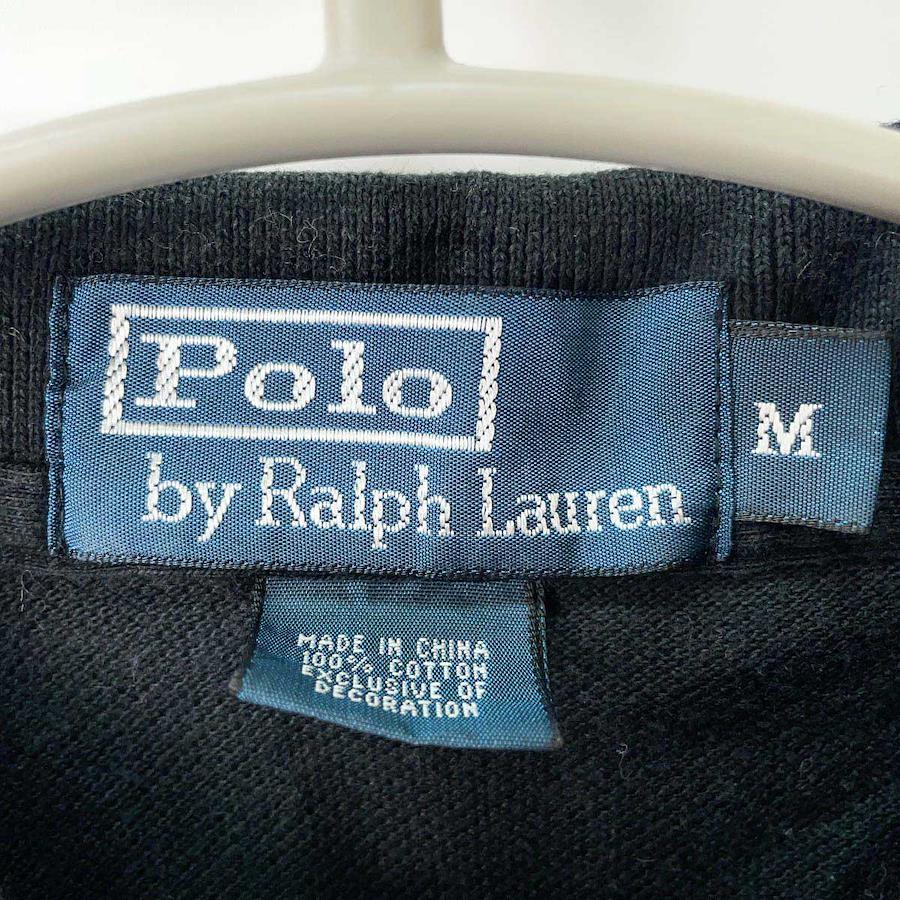 Polo
by Ralph Lauren
M
MADE IN CHINA
100% COTTON
EXCLUSIVE OF
DECORATION